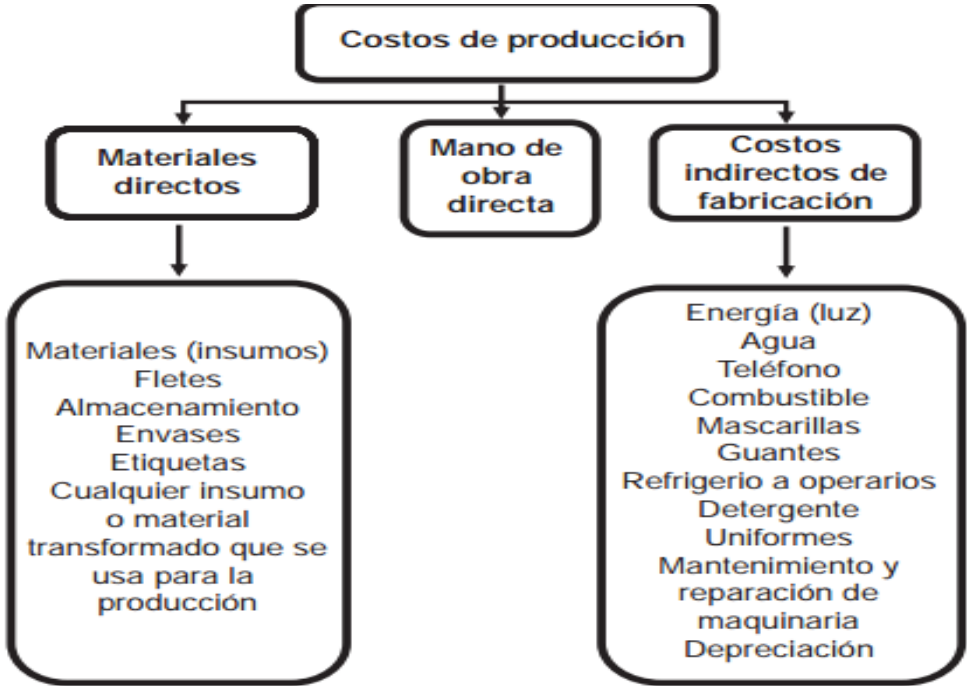 Costos de producción
Materiales
directos
Mano de
obra
directa
Costos
indirectos de
fabricación
Materiales (insumos)
Fletes
Almacenamiento
Envases
Etiquetas
Cualquier insumo
o material
transformado que se
usa para la
producción
Energía (luz)
Agua
Teléfono
Combustible
Mascarillas
Guantes
Refrigerio a operarios
Detergente
Uniformes
Mantenimiento y
reparación de
maquinaria
Depreciación